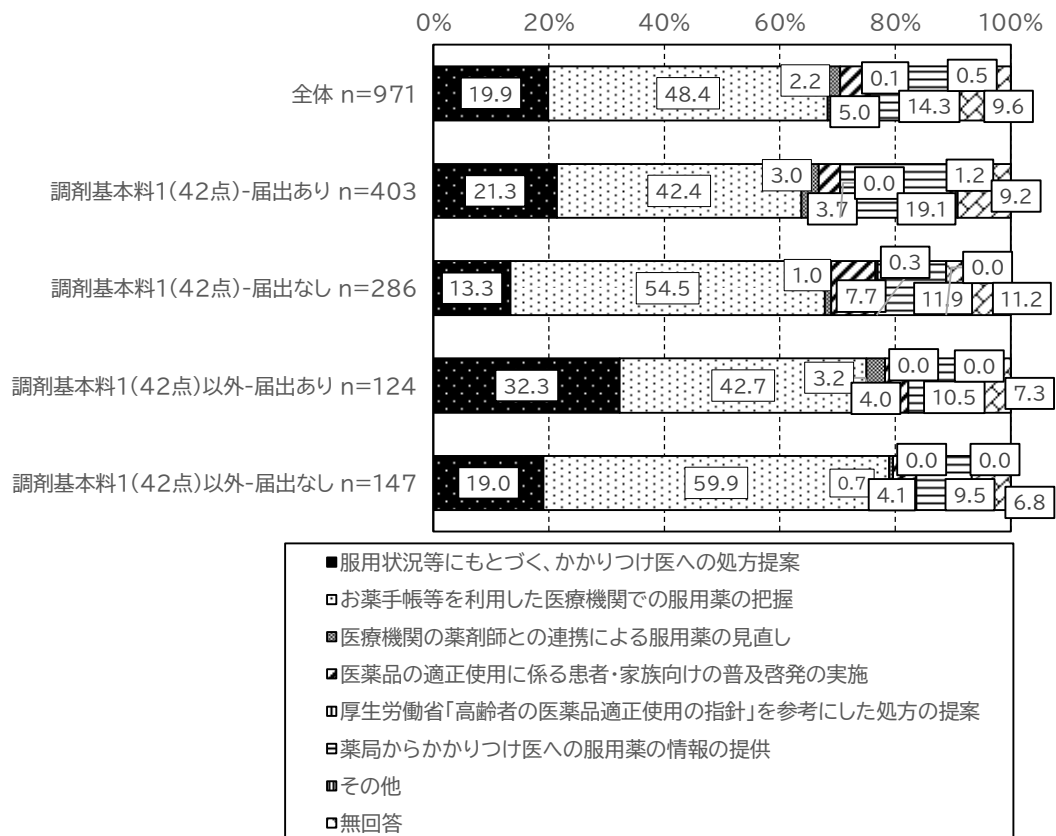 0% 20% 40% 60% 80% 100%
全体 n=971
19.9 48.4 2.2 5.0 0.1 14.3 0.5 9.6
調剤基本料1(42点)-届出あり n=403
21.3 42.4 3.0 3.7 0.0 19.1 1.2 9.2
調剤基本料1(42点)-届出なし n=286
13.3 54.5 1.0 7.7 0.3 11.9 0.0 11.2
調剤基本料1(42点)以外-届出あり n=124
32.3 42.7 3.2 4.0 0.0 10.5 0.0 7.3
調剤基本料1(42点)以外-届出なし n=147
19.0 59.9 0.7 4.1 0.0 9.5 0.0 6.8
服用状況等にもとづく、かかりつけ医への処方提案
お薬手帳等を利用した医療機関での服用薬の把握
医療機関の薬剤師との連携による服用薬の見直し
医薬品の適正使用に係る患者・家族向けの普及啓発の実施
厚生労働省「高齢者の医薬品適正使用の指針」を参考にした処方の提案
薬局からかかりつけ医への服用薬の情報の提供
その他
無回答